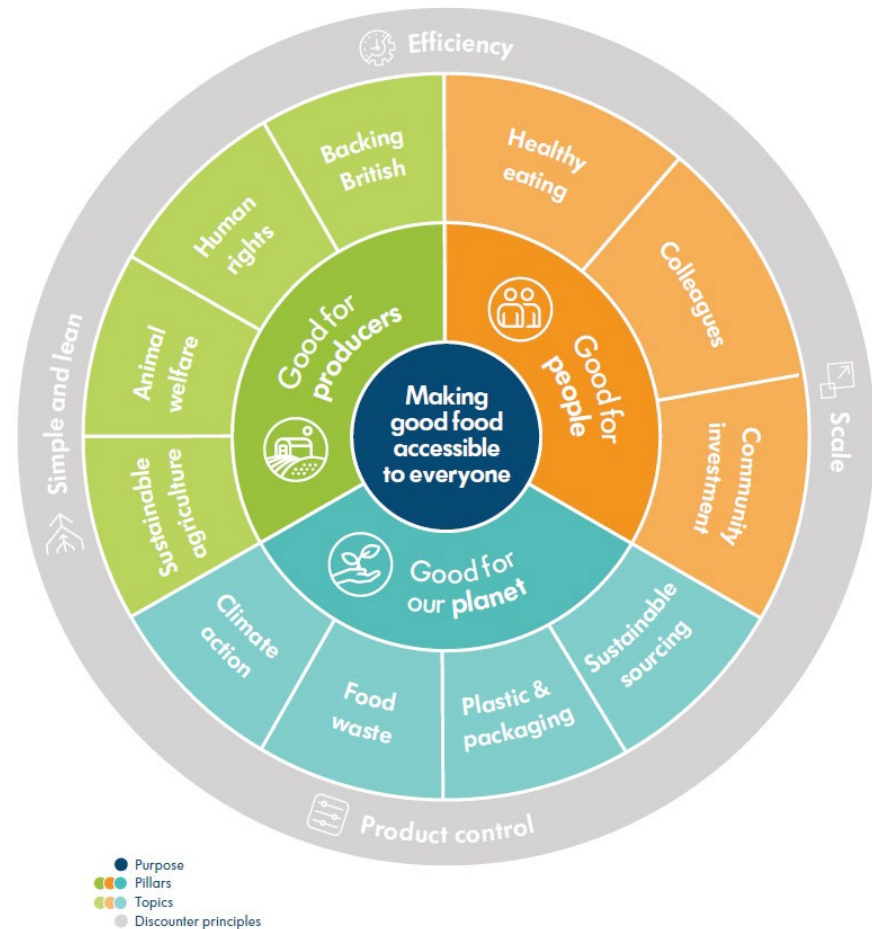 Efficiency
Healthy
eating
Colleagues
Community
investment
Scale
Sustainable
sourcing
Plastic &
packaging
Food
waste
Climate
action
Product control
Sustainable
agriculture
Animal
welfare
Human
rights
Backing
British
Simple and lean
Good for
producers
Good for
people
Good for
our planet
Making
good food
accessible
to everyone
Purpose
Pillars
Topics
Discounter principles